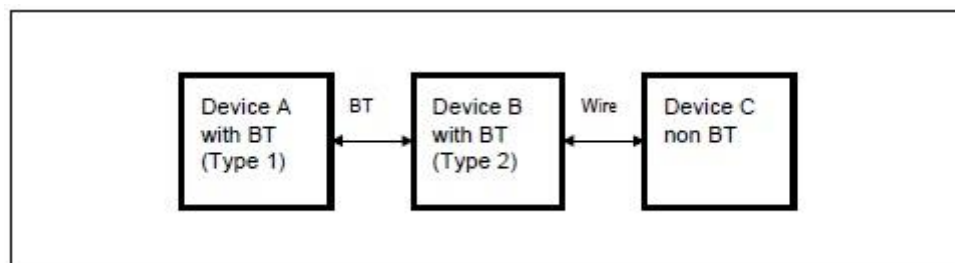 Device A
with BT
(Type 1)
BT
Device B
with BT
(Type 2)
Wire
Device C
non BT